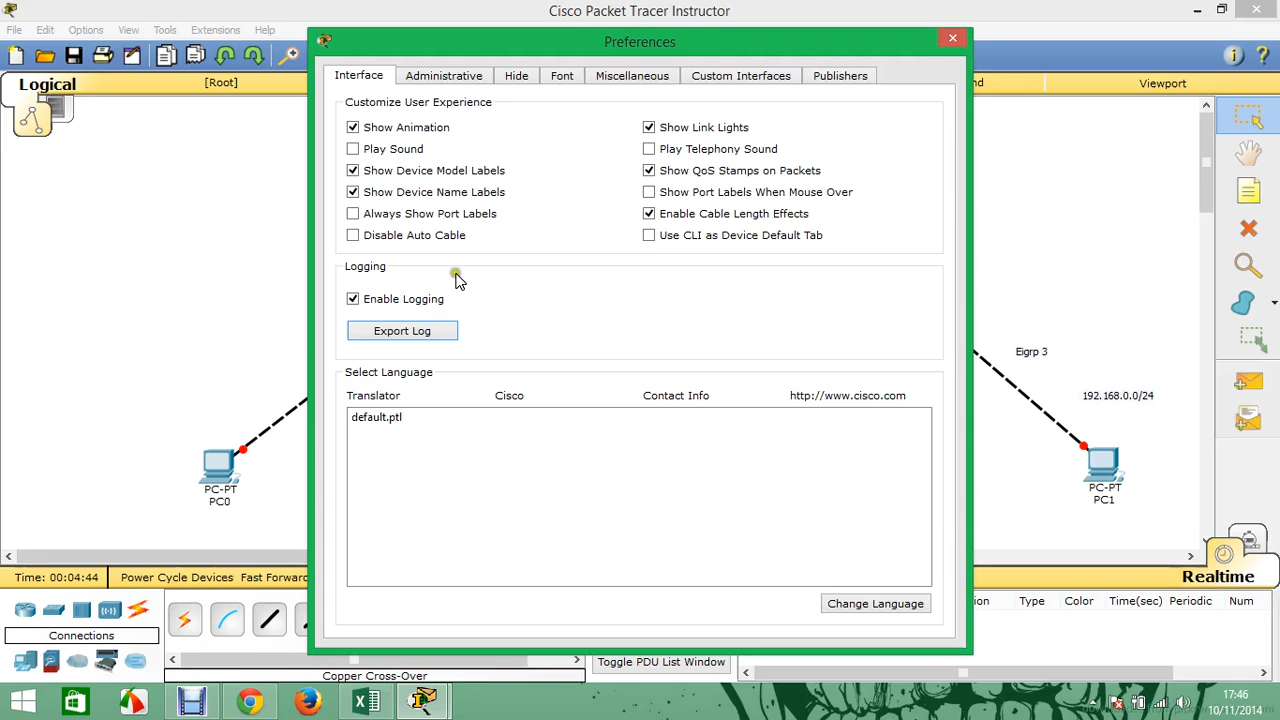 Cisco Packet Tracer Instructor
File Edit Options View Tools Extensions Help
Preferences
Logical
[Root]
nd
Viewport
Interface Administrative Hide Font Miscellaneous Custom Interfaces Publishers
Customize User Experience
Show Animation
Show Link Lights
Play Sound
Play Telephony Sound
Show Device Model Labels
Show QoS Stamps on Packets
Show Device Name Labels
Show Port Labels When Mouse Over
Always Show Port Labels
Enable Cable Length Effects
Disable Auto Cable
Use CLI as Device Default Tab
Logging
Enable Logging
Export Log
Select Language
Translator Cisco Contact Info http://www.cisco.com
default.ptl
Change Language
Eigrp 3
192.168.0.0/24
PC-PT
PC0
PC-PT
PC1
Time: 00:04:44 Power Cycle Devices Fast Forward
Realtime
Connections
Copper Cross-Over
Toggle PDU List Window
tion Type Color Time(sec) Periodic Num
17:46
10/11/2014